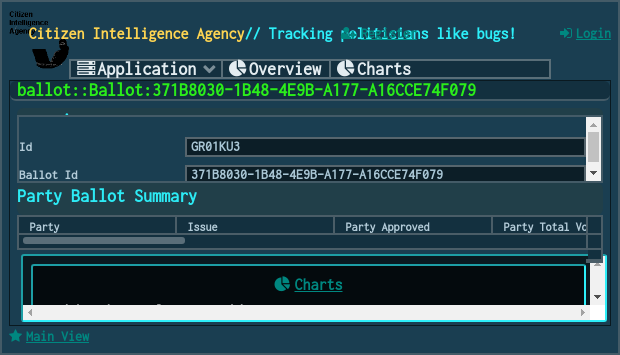 Citizen
Intelligence
Agency
Citizen Intelligence Agency// Tracking politicians like bugs!
Login
Application
Overview
Charts
ballot::Ballot:371B8030-1B48-4E9B-A177-A16CCE74F079
Id
GR01KU3
Ballot Id
371B8030-1B48-4E9B-A177-A16CCE74F079
Party Ballot Summary
Party
Issue
Party Approved
Party Total
Charts
Main View